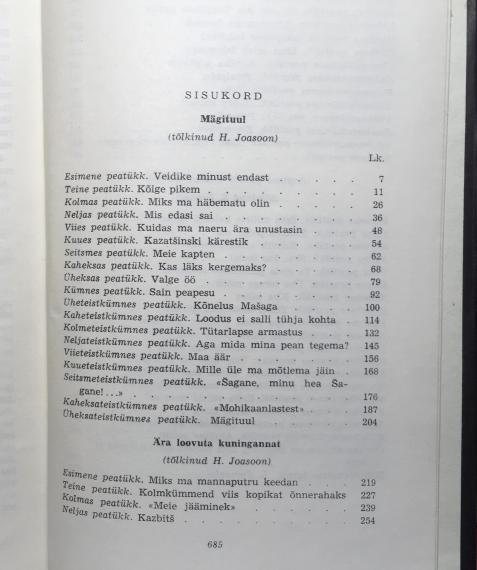 SISUKORD
Mägituul
(tõlkinud H. Joasoon)
Lk.
Esimene peatükk. Veidike minust endast . . . . . 7
Teine peatükk. Kõige pikem . . . . . . . . 11
Kolmas peatükk. Miks ma häbematu olin . . . . . 26
Neljas peatükk. Mis edasi sai . . . . . . . 36
Viies peatükk. Kuidas ma naeru ära unustasin . . . 48
Kuues peatükk. Kazatšinski kärestik . . . . . . 54
Seitsmes peatükk. Meie kapten . . . . . . . 62
Kaheksas peatükk. Kas läks kergemaks? . . . . . 68
Üheksas peatükk. Valge öö . . . . . . . . 79
Kümnes peatükk. Sain peapesu . . . . . . . 92
Üheteistkümnes peatükk. Kõnelus Mašaga . . . . 100
Kaheteistkümnes peatükk. Loodus ei salli tühja kohta . 114
Kolmeteistkümnes peatükk. Tütarlapse armastus . . 132
Neljateistkümnes peatükk. Aga mida mina pean tegema? 145
Viieteistkümnes peatükk. Maa äär . . . . . . 156
Kuueteistkümnes peatükk. Mille üle ma mõtlema jäin . 168
Seitsmeteistkümnes peatükk. «Šagane, minu hea Ša-
gane! . . .» . . . . . . . . . . 176
Kaheksateistkümnes peatükk. «Mohikaanlastest» . . . 187
Üheksateistkümnes peatükk. Mägituul . . . . . 204
Ära loovuta kuningannat
(tõlkinud H. Joasoon)
Esimene peatükk. Miks ma mannaputru keedan . . . 219
Teine peatükk. Kolmkümmend viis kopikat õnnerahaks 227
Kolmas peatükk. «Meie jääminek» . . . . . . 239
Neljas peatükk. Kazbitš . . . . . . . . 254
685